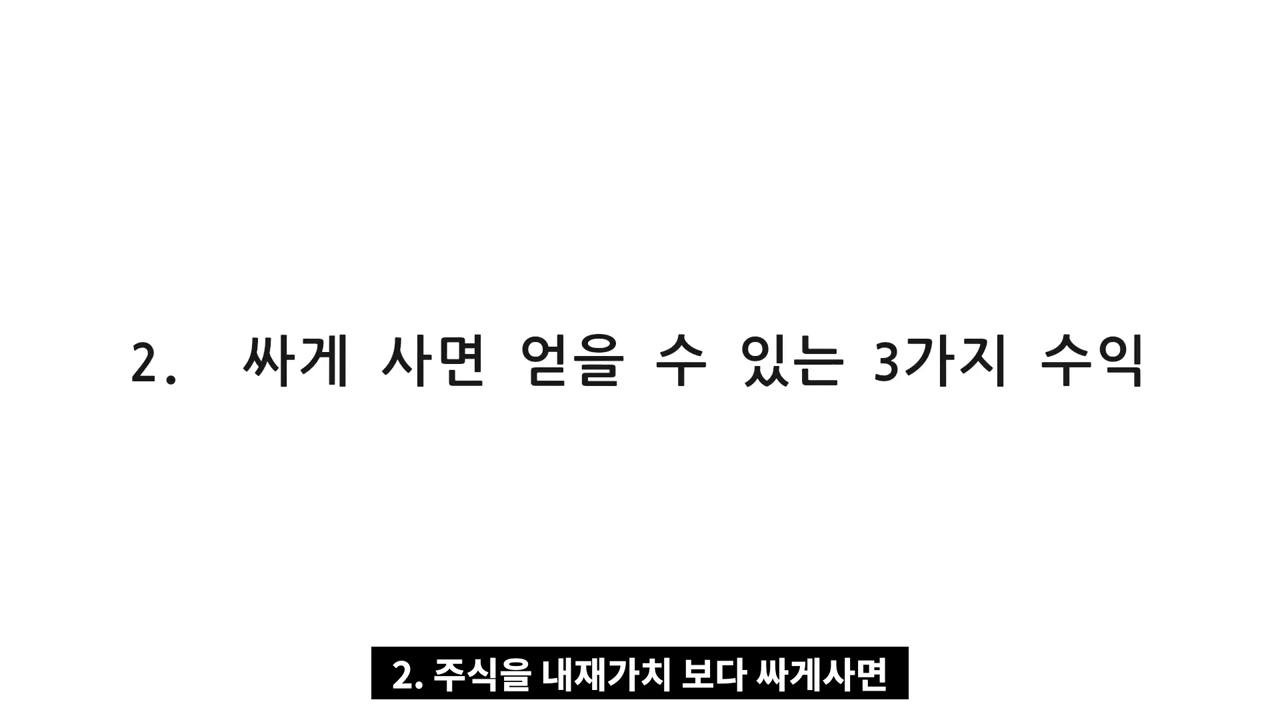 2. 싸게 사면 얻을 수 있는 3가지 수익
2. 주식을 내재가치 보다 싸게사면